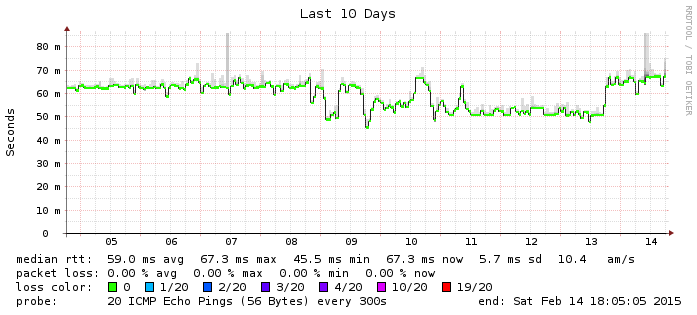 Last 10 Days
RRDTOOL / TOBI OETIKER
Seconds
80 m
70 m
60 m
50 m
40 m
30 m
20 m
10 m
0
05 06 07 08 09 10 11 12 13 14
median rtt: 59.0 ms avg 67.3 ms max 45.5 ms min 67.3 ms now 5.7 ms sd 10.4 am/s
packet loss: 0.00 % avg 0.00 % max 0.00 % min 0.00 % now
loss color: 0 1/20 2/20 3/20 4/20 10/20 19/20
probe: 20 ICMP Echo Pings (56 Bytes) every 300s end: Sat Feb 14 18:05:05 2015